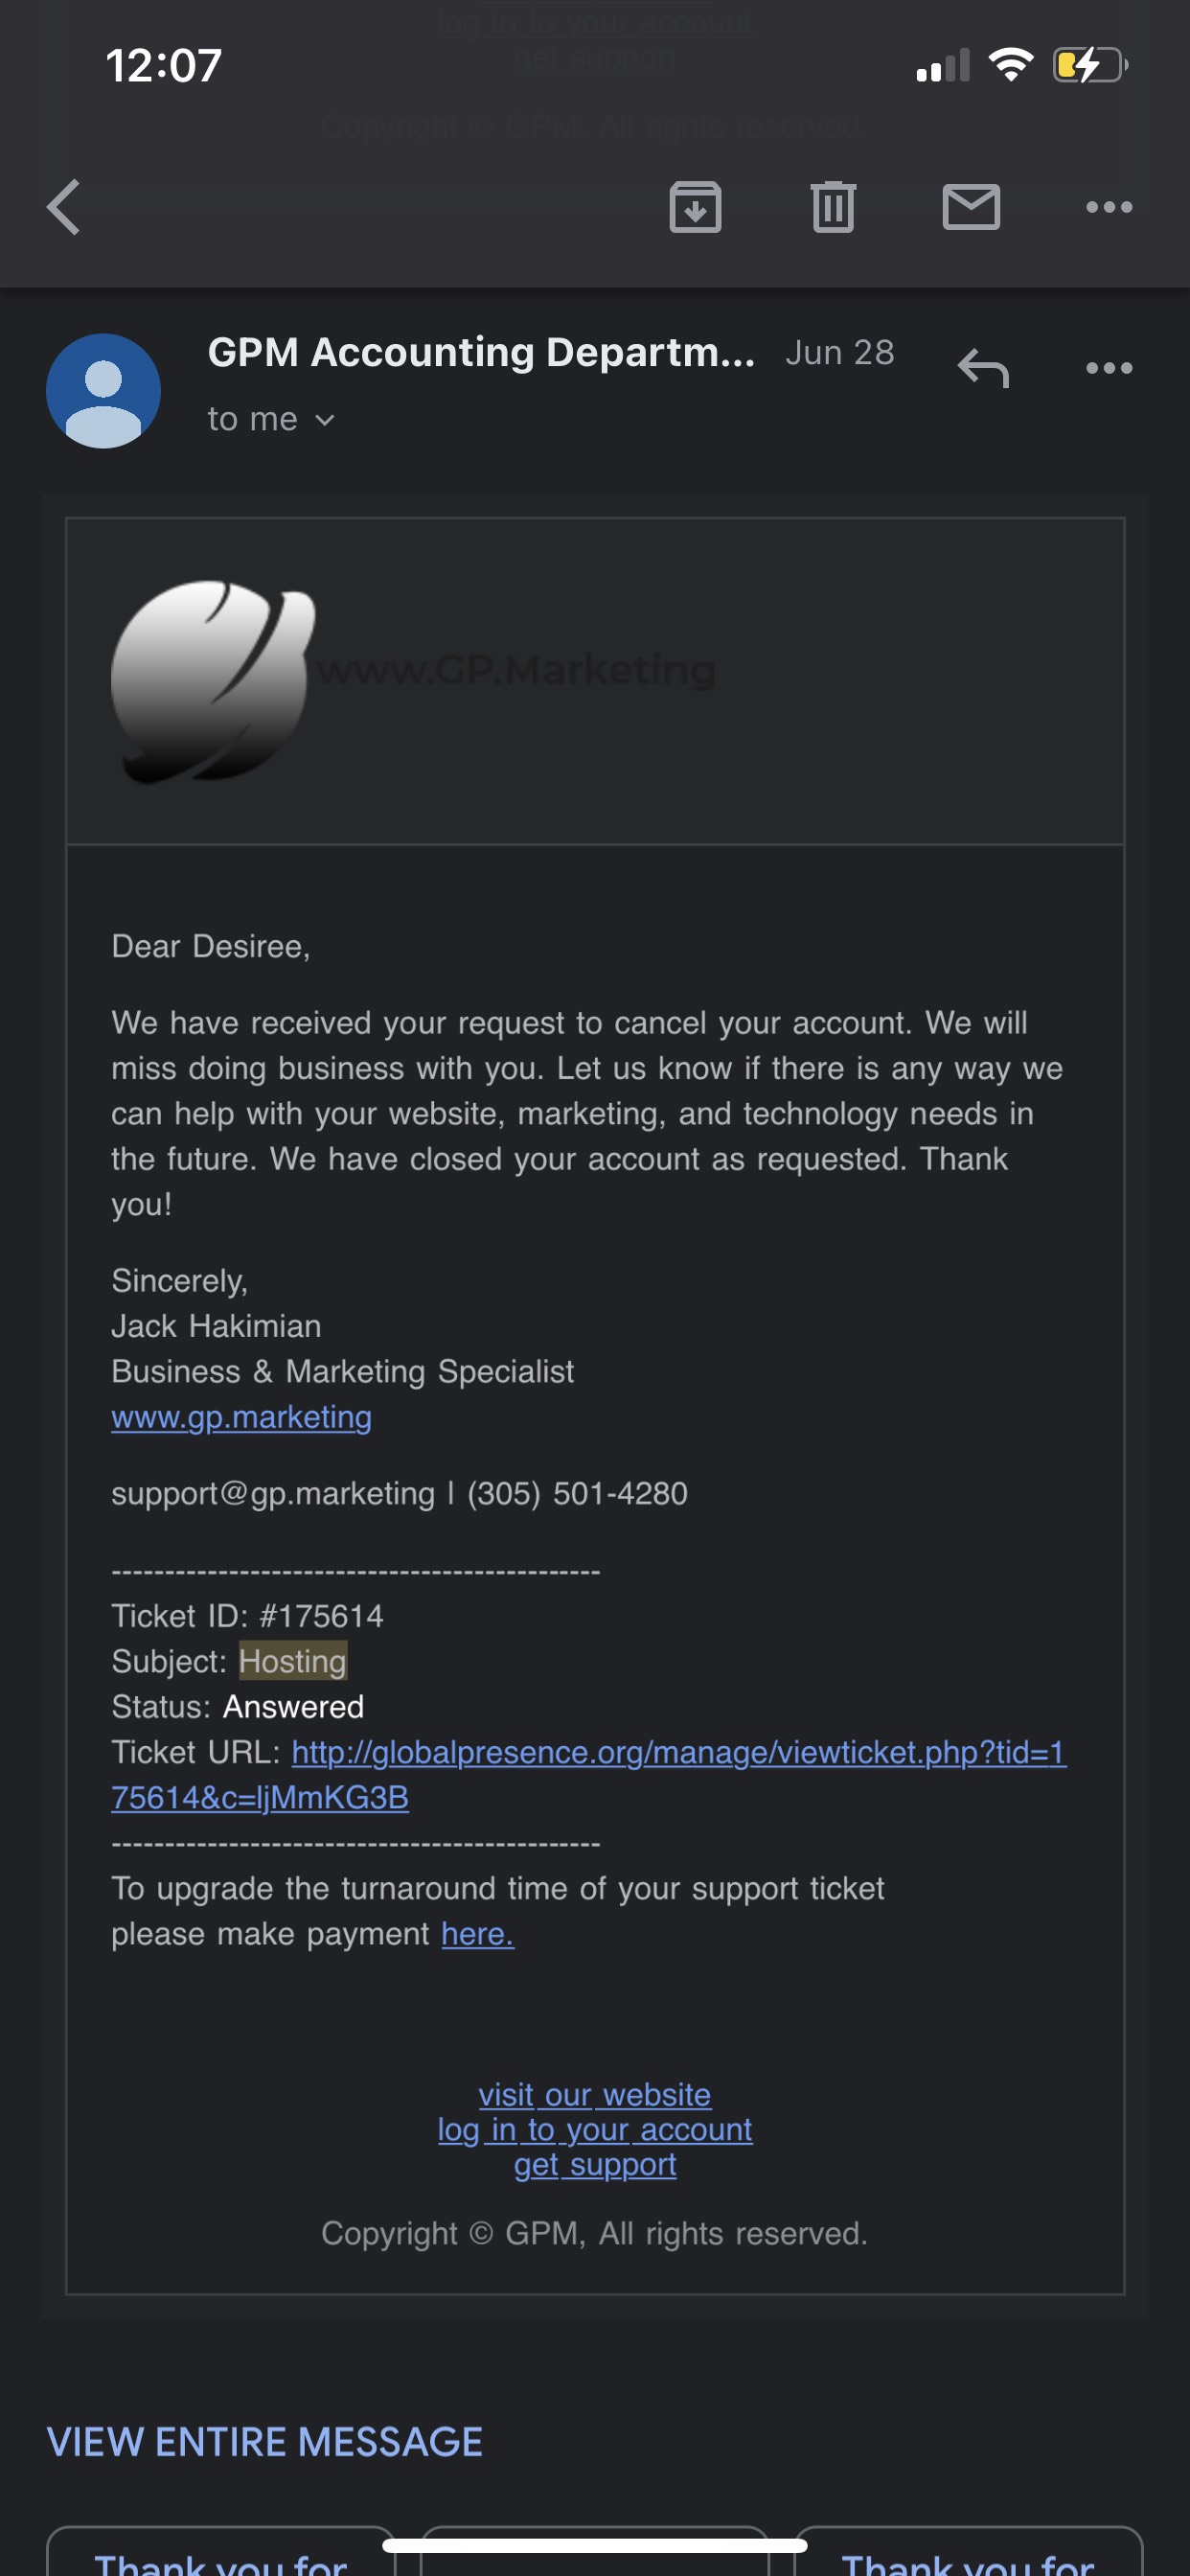 log in to your account
get support
12:07
Copyright © GPM, All rights reserved
GPM Accounting Departm... Jun 28
to me
www.GP.Marketing
Dear Desiree,
We have received your request to cancel your account. We will
miss doing business with you. Let us know if there is any way we
can help with your website, marketing, and technology needs in
the future. We have closed your account as requested. Thank
you!
Sincerely,
Jack Hakimian
Business & Marketing Specialist
www.gp.marketing
support@gp.marketing | (305) 501-4280
----------------------------------------------
Ticket ID: #175614
Subject: Hosting
Status: Answered
Ticket URL: http://globalpresence.org/manage/viewticket.php?tid=1
75614&c=ljMmKG3B
----------------------------------------------
To upgrade the turnaround time of your support ticket
please make payment here.
visit our website
log in to your account
get support
Copyright © GPM, All rights reserved.
VIEW ENTIRE MESSAGE
Thank you for Thank you for